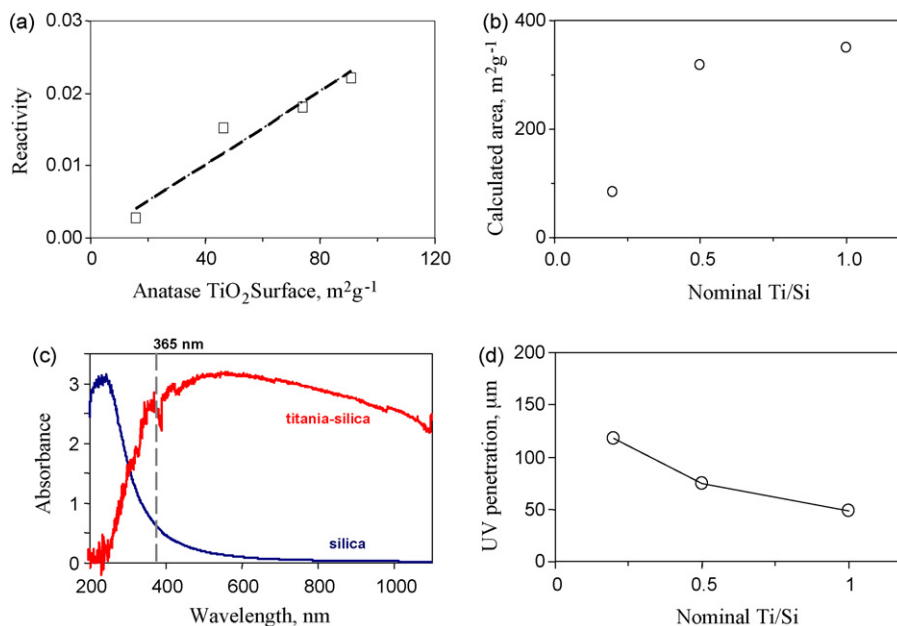 (a)
0.03
0.02
0.01
0.00
Reactivity
0
40
80
120
Anatase TiO2Surface, m2g-1
(b)
400
200
0
Calculated area, m2g-1
0.0
0.5
1.0
Nominal Ti/Si
(c)
365 nm
3
2
1
0
Absorbance
titania-silica
silica
200
400
600
800
1000
Wavelength, nm
(d)
200
150
100
50
0
UV penetration, μm
0
0.5
1
Nominal Ti/Si